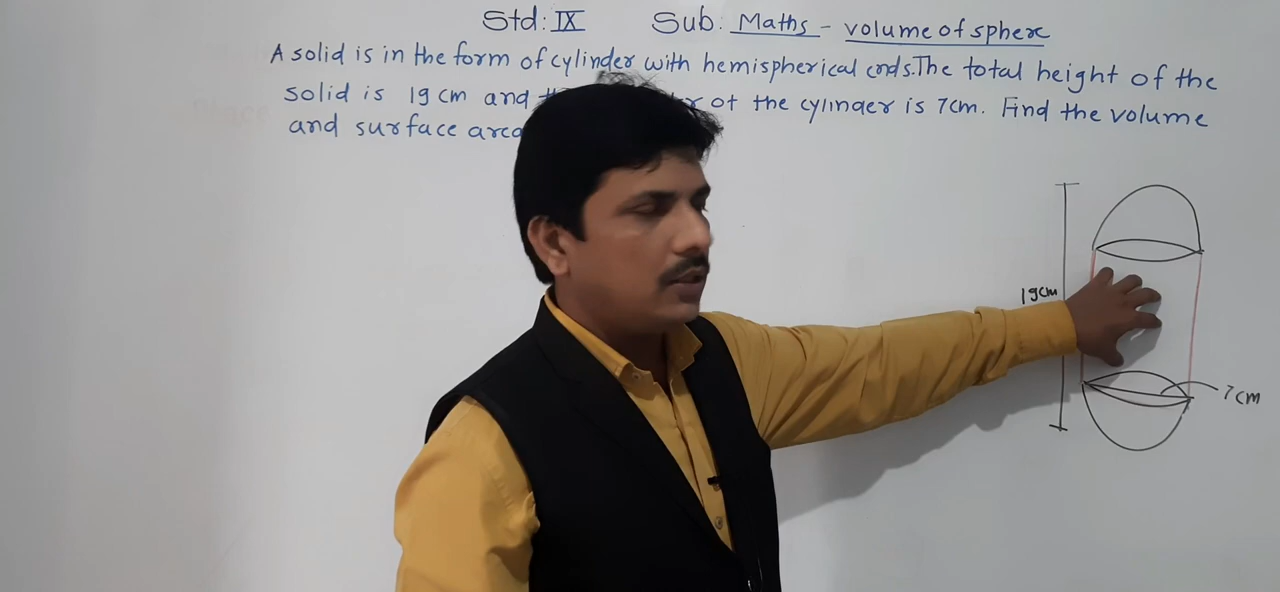 Std: IX Sub: Maths - volume of sphere
A solid is in the form of cylinder with hemispherical ends. The total height of the
solid is 19 cm and of the cylinder is 7cm. Find the volume
and surface area
19cm
7cm